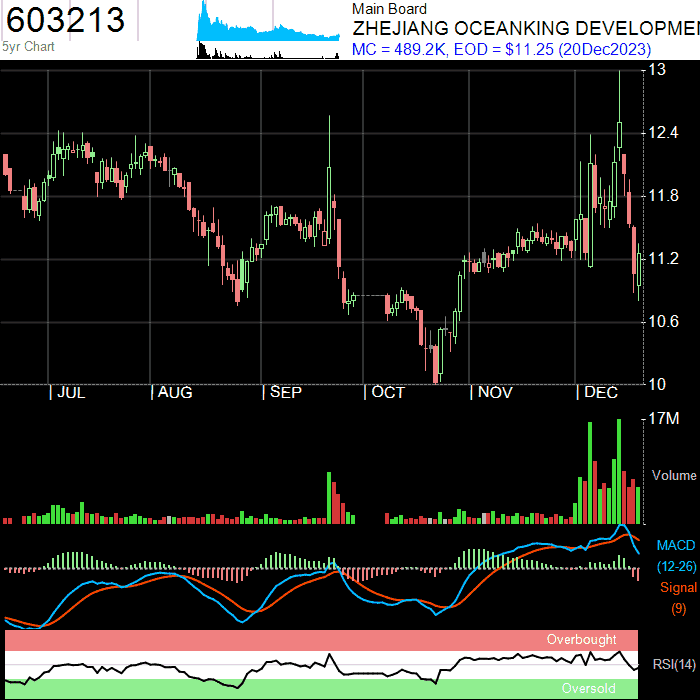 603213
5yr Chart
Main Board
ZHEJIANG OCEANKING DEVELOPME
MC = 489.2K, EOD = $11.25 (20Dec2023)
13
12.4
11.8
11.2
10.6
10
| JUL | AUG | SEP | OCT | NOV | DEC
17M
Volume
MACD
(12-26)
Signal
(9)
Overbought
RSI(14)
Oversold